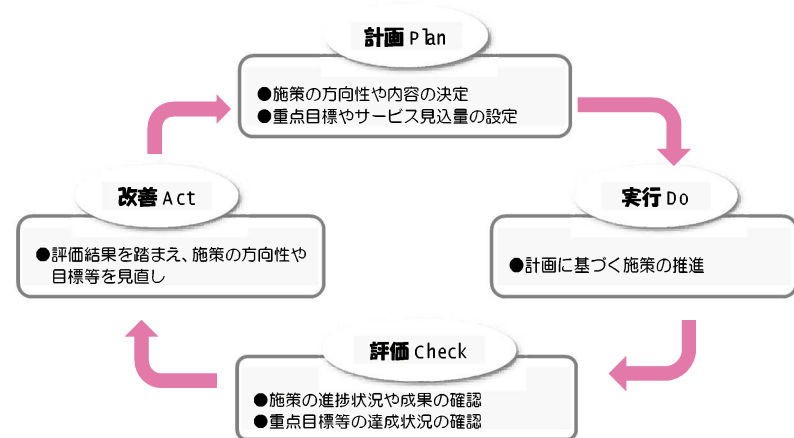 計画 Plan
●施策の方向性や内容の決定
●重点目標やサービス見込量の設定
改善 Act
●評価結果を踏まえ、施策の方向性や
目標等を見直し
実行 Do
●計画に基づく施策の推進
評価 Check
●施策の進捗状況や成果の確認
●重点目標等の達成状況の確認